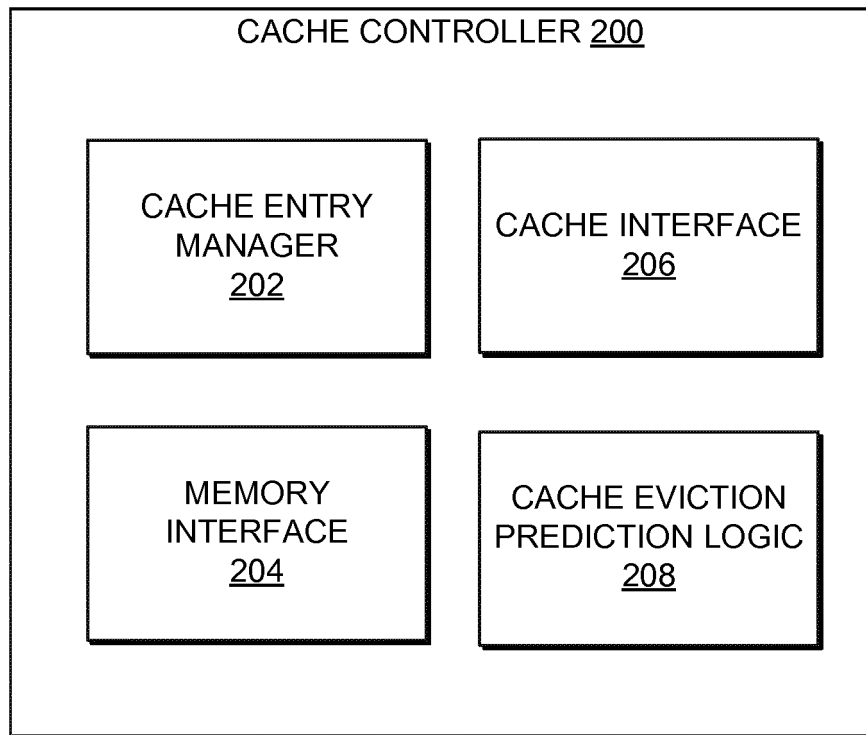 CACHE CONTROLLER 200
CACHE ENTRY
MANAGER
202
CACHE INTERFACE
206
MEMORY
INTERFACE
204
CACHE EVICTION
PREDICTION LOGIC
208